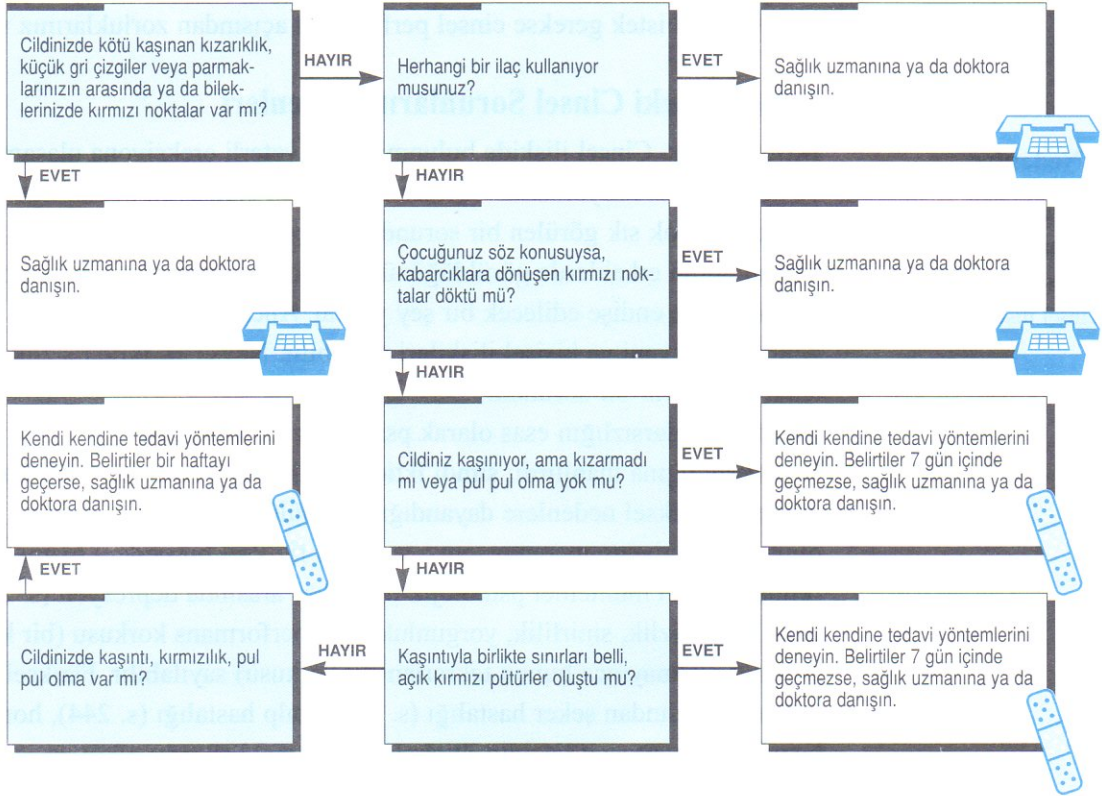 Cildinizde kötü kaşınan kızarıklık,
küçük gri çizgiler veya parmak-
larınızın arasında ya da bilek-
lerinizde kırmızı noktalar var mı?
HAYIR
Herhangi bir ilaç kullanıyor
musunuz?
EVET
Sağlık uzmanına ya da doktora
danışın.
EVET
HAYIR
Sağlık uzmanına ya da doktora
danışın.
Çocuğunuz söz konusuysa,
kabarcıklara dönüşen kırmızı nok-
talar döktü mü?
EVET
Sağlık uzmanına ya da doktora
danışın.
HAYIR
Kendi kendine tedavi yöntemlerini
deneyin. Belirtiler bir haftayı
geçerse, sağlık uzmanına ya da
doktora danışın.
Cildiniz kaşınıyor, ama kızarmadı
mı veya pul pul olma yok mu?
EVET
Kendi kendine tedavi yöntemlerini
deneyin. Belirtiler 7 gün içinde
geçmezse, sağlık uzmanına ya da
doktora danışın.
EVET
HAYIR
Cildinizde kaşıntı, kırmızılık, pul
pul olma var mı?
HAYIR
Kaşıntıyla birlikte sınırları belli,
açık kırmızı pütürler oluştu mu?
EVET
Kendi kendine tedavi yöntemlerini
deneyin. Belirtiler 7 gün içinde
geçmezse, sağlık uzmanına ya da
doktora danışın.